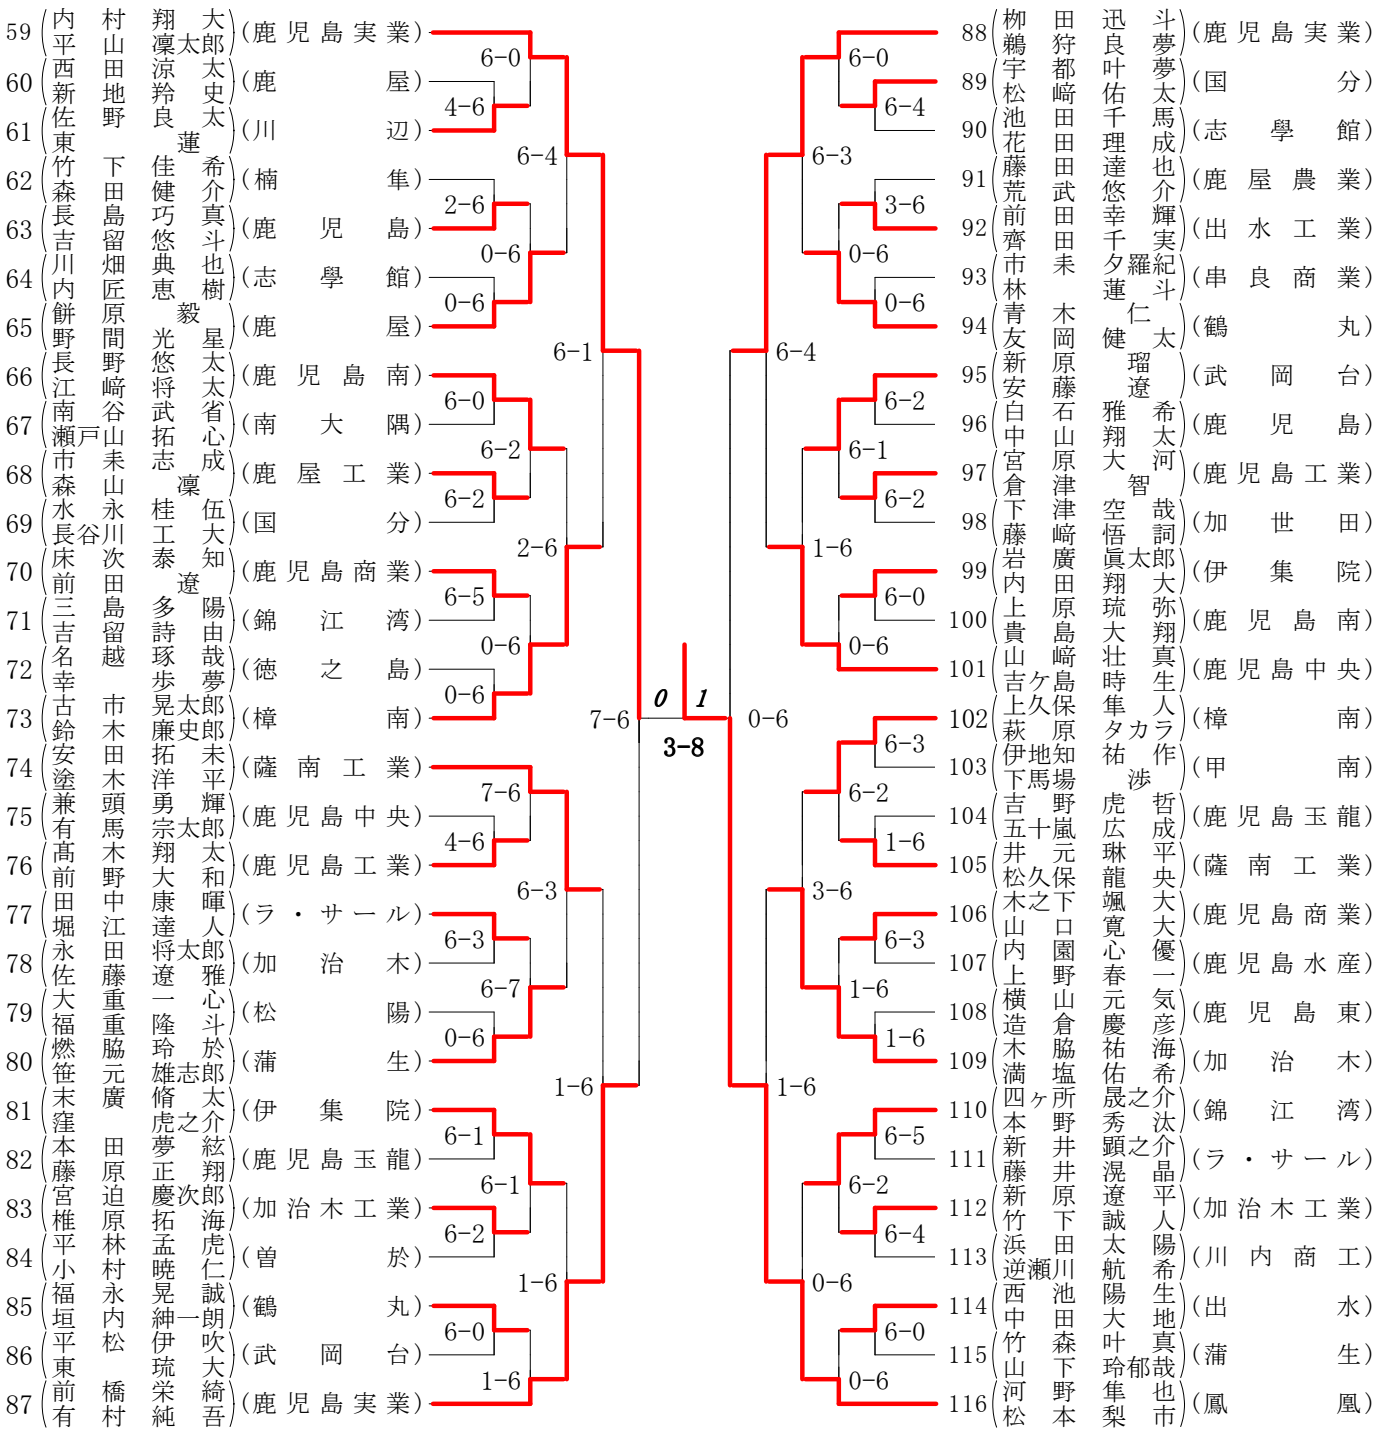 59 内村翔大 平山凜太郎 (鹿児島実業)
60 西田涼太 新地羚史 (鹿屋)
61 佐野良太 東蓮 (川辺)
62 竹下佳希 森田健介 (楠隼)
63 長島巧真 吉留悠斗 (鹿児島)
64 川畑典也 内匠恵樹 (志學館)
65 餅原毅 野間光星 (鹿屋)
66 長野悠太 江﨑将太 (鹿児島南)
67 南谷武省 瀬戸山拓心 (南大隅)
68 市耒志成 森山凜 (鹿屋工業)
69 水永桂伍 長谷川工大 (国分)
70 床次泰知 前田遼 (鹿児島商業)
71 三島多陽 吉留詩由 (錦江湾)
72 名越琢哉 幸歩夢 (徳之島)
73 古市晃太郎 鈴木廉史郎 (樟南)
74 安田拓未 塗木洋平 (薩南工業)
75 兼頭勇輝 有馬宗太郎 (鹿児島中央)
76 髙木翔太 前野大和 (鹿児島工業)
77 田中康暉 堀江達人 (ラ・サール)
78 永田将太郎 佐藤遼雅 (加治木)
79 大重一心 福重隆斗 (松陽)
80 燃脇玲於 笹元雄志郎 (蒲生)
81 末廣脩太 窪虎之介 (伊集院)
82 本田夢絃 藤原正翔 (鹿児島玉龍)
83 宮迫慶次郎 椎原拓海 (加治木工業)
84 平林孟虎 小村暁仁 (曽於)
85 福永晃誠 垣内紳一朗 (鶴丸)
86 平松伊吹 東琉大 (武岡台)
87 前橋栄綺 有村純吾 (鹿児島実業)
6-0
4-6
6-4
2-6
0-6
0-6
6-1
6-0
6-2
6-2
2-6
6-5
0-6
0-6
7-6
7-6
4-6
6-3
6-3
6-7
0-6
1-6
6-1
6-1
6-2
1-6
6-0
1-6
0 1
3-8
88 栁田迅斗 鵜狩良夢 (鹿児島実業)
89 宇都叶夢 松﨑佑太 (国分)
90 池田千馬 花田理成 (志學館)
91 藤田達也 荒武悠介 (鹿屋農業)
92 前田幸輝 齊田千実 (出水工業)
93 市耒夕羅紀 林蓮斗 (串良商業)
94 青木仁 友岡健太 (鶴丸)
95 新原瑠 安藤遼 (武岡台)
96 白石雅希 中山翔太 (鹿児島)
97 宮原大河 倉津智 (鹿児島工業)
98 下津空哉 藤﨑悟詞 (加世田)
99 岩廣眞太郎 内田翔大 (伊集院)
100 上原琉弥 貴島大翔 (鹿児島南)
101 山﨑壮真 吉ケ島時生 (鹿児島中央)
102 上久保隼人 萩原タカラ (樟南)
103 伊地知祐作 下馬場渉 (甲南)
104 吉野虎哲 五十嵐広成 (鹿児島玉龍)
105 井元琳平 松久保龍央 (薩南工業)
106 木之下颯大 山口寛大 (鹿児島商業)
107 内園心優 上野春一 (鹿児島水産)
108 横山元気 造倉慶彦 (鹿児島東)
109 木脇祐海 満塩佑希 (加治木)
110 四ヶ所晟之介 本野秀汰 (錦江湾)
111 新井顕之介 藤井滉晶 (ラ・サール)
112 新原遼平 竹下誠人 (加治木工業)
113 浜田太陽 逆瀬川航希 (川内商工)
114 西池陽生 中田大地 (出水)
115 竹森叶真 山下玲郁哉 (蒲生)
116 河野隼也 松本梨市 (鳳凰)
6-0
6-4
6-3
3-6
0-6
6-4
6-2
6-1
6-2
1-6
6-0
0-6
0-6
6-3
6-2
1-6
3-6
6-3
1-6
1-6
1-6
6-5
6-2
6-4
0-6
6-0
0-6